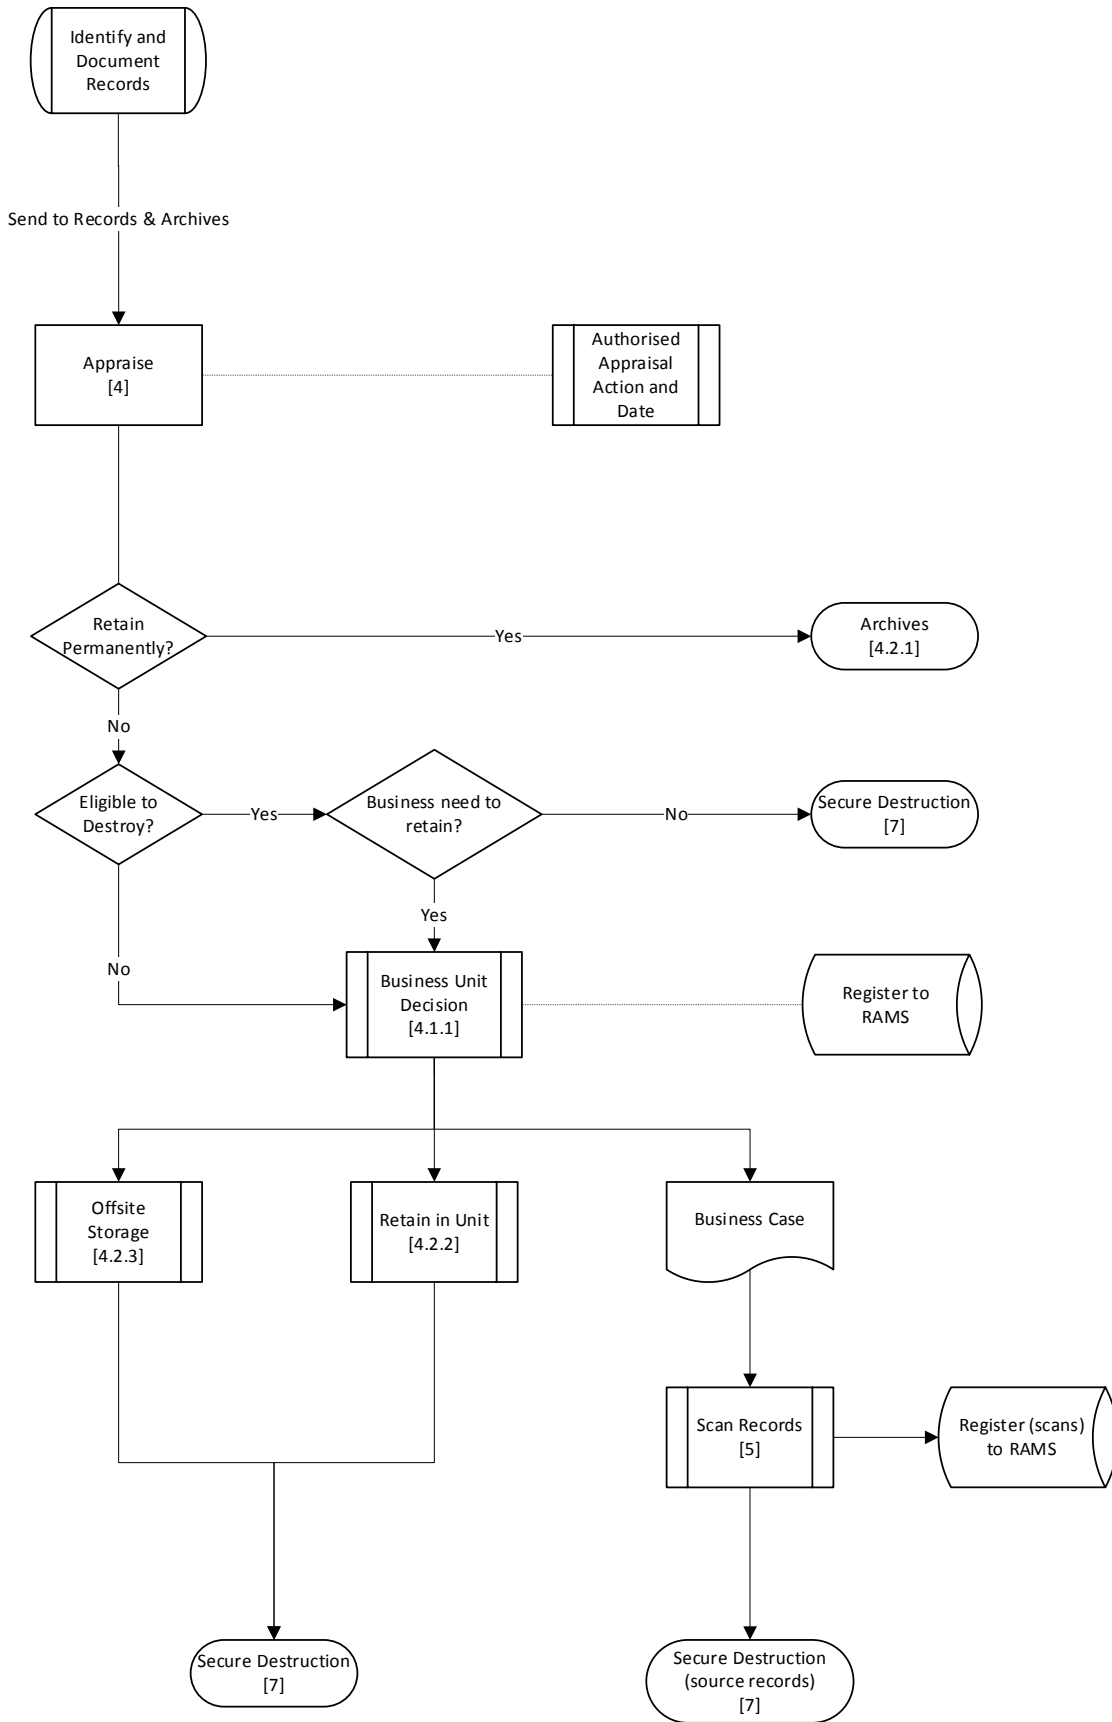 Identify and
Document
Records
Send to Records & Archives
Appraise
[4]
Authorised
Appraisal
Action and
Date
Retain
Permanently?
Yes
Archives
[4.2.1]
No
Eligible to
Destroy?
Yes
Business need to
retain?
No
Secure Destruction
[7]
Yes
No
Business Unit
Decision
[4.1.1]
Register to
RAMS
Offsite
Storage
[4.2.3]
Retain in Unit
[4.2.2]
Business Case
Scan Records
[5]
Register (scans)
to RAMS
Secure Destruction
[7]
Secure Destruction
(source records)
[7]